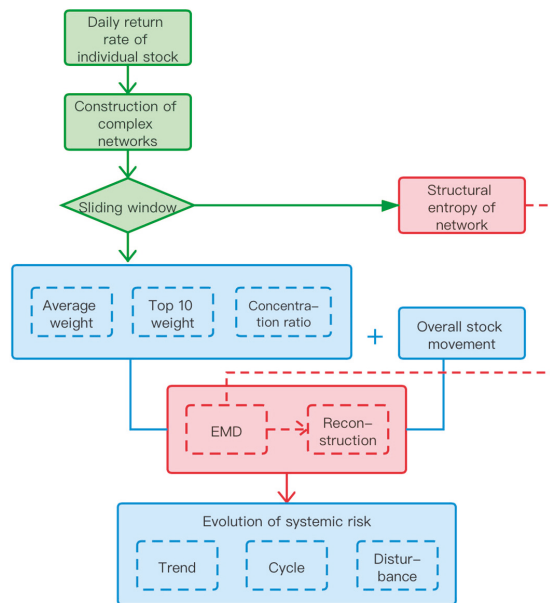 Daily return
rate of
individual stock
Construction of
complex
networks
Sliding window
Structural
entropy of
network
Average
weight
Top 10
weight
Concentra-
tion ratio
+
Overall stock
movement
EMD
Recon-
struction
Evolution of systemic risk
Trend
Cycle
Distur-
bance